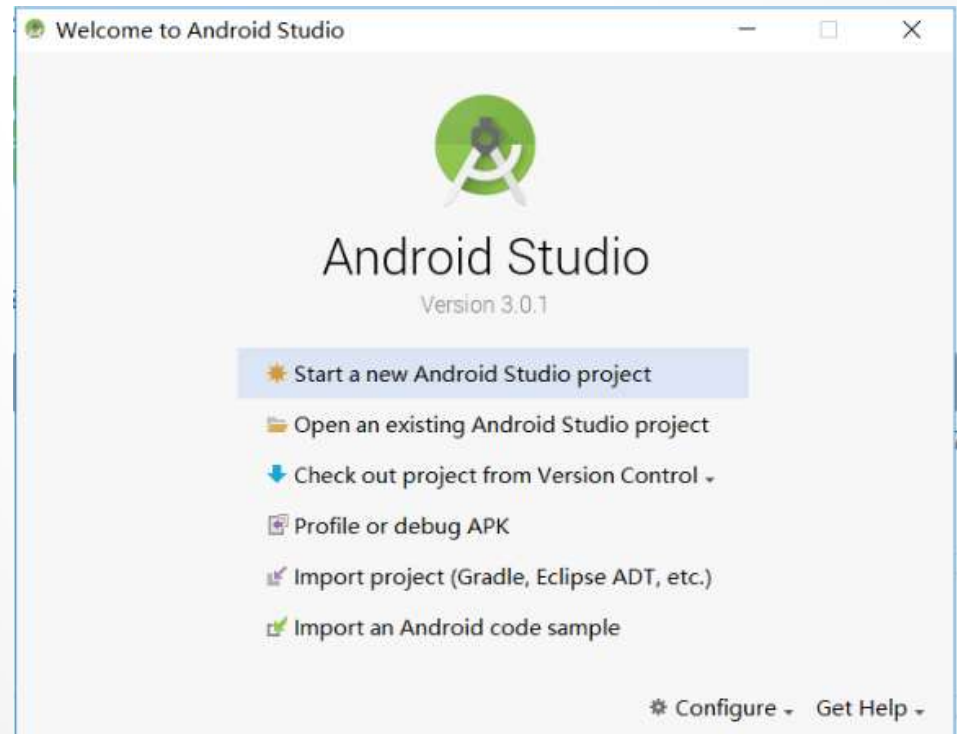 Welcome to Android Studio
Android Studio
Version 3.0.1
Start a new Android Studio project
Open an existing Android Studio project
Check out project from Version Control
Profile or debug APK
Import project (Gradle, Eclipse ADT, etc.)
Import an Android code sample
Configure Get Help